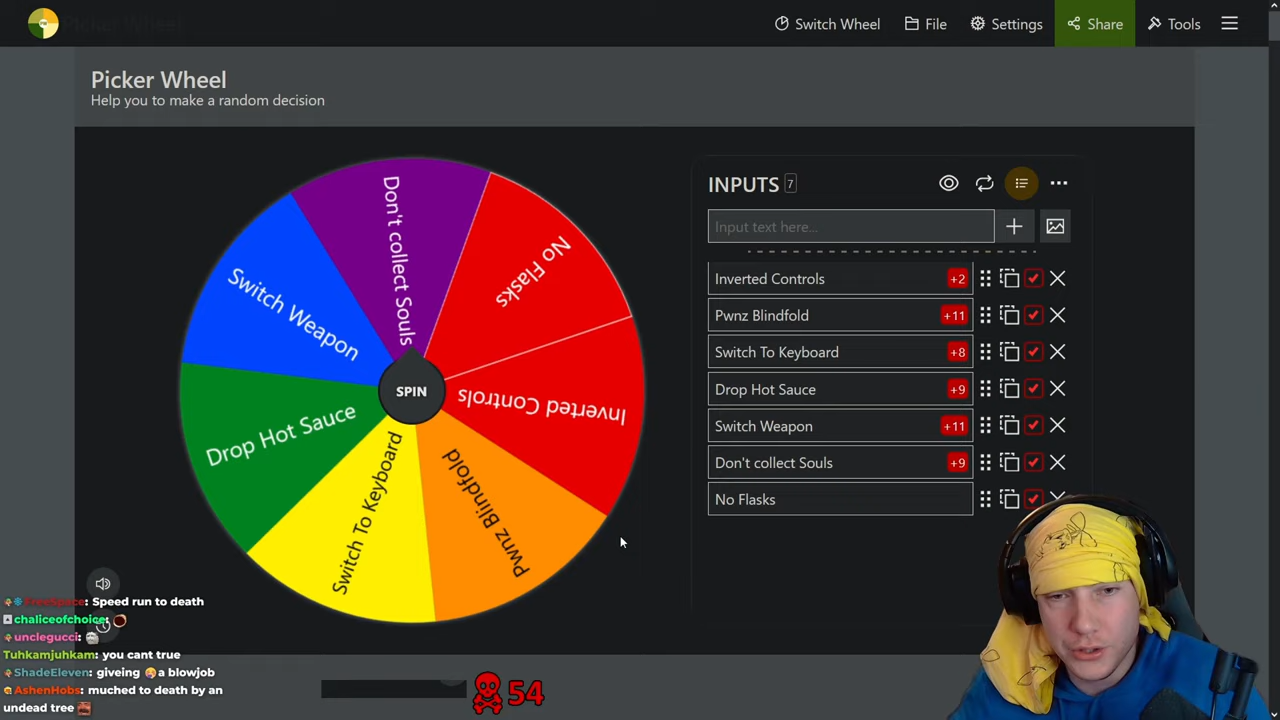 Picker Wheel
Switch Wheel
File
Settings
Share
Tools
Picker Wheel
Help you to make a random decision
Don't collect Souls
No Flasks
Inverted Controls
Pwnz Blindfold
Switch To Keyboard
Drop Hot Sauce
Switch Weapon
SPIN
INPUTS 7
Input text here...
Inverted Controls +2
Pwnz Blindfold +11
Switch To Keyboard +8
Drop Hot Sauce +9
Switch Weapon +11
Don't collect Souls +9
No Flasks
FreeSpace: Speed run to death
chaliceofchoice:
unclegucci:
Tuhkamjuhkam: you cant true
ShadeEleven: giveing a blowjob
AshenHobs: muched to death by an
undead tree
54